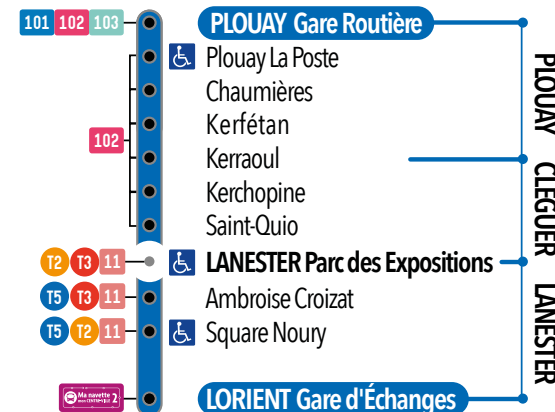 101 102 103 PLOUAY Gare Routière
Plouay La Poste
Chaumières
Kerfétan
102 Kerraoul
Kerchopine
Saint-Quio
T2 T3 11 LANESTER Parc des Expositions
T5 T3 11 Ambroise Croizat
T5 T2 11 Square Noury
Ma navette 2 LORIENT Gare d'Échanges
PLOUAY
CLEGUER
LANESTER